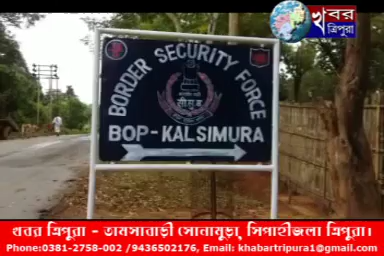 খবর
ত্রিপুরা
BORDER SECURITY FORCE
सी सु ब
BOP-KALSIMURA
খবর ত্রিপুরা - তামসাবাড়ী সোনামুড়া, সিপাহীজলা ত্রিপুরা।
Phone:0381-2758-002 /9436502176, Email: khabartripura1@gmail.com